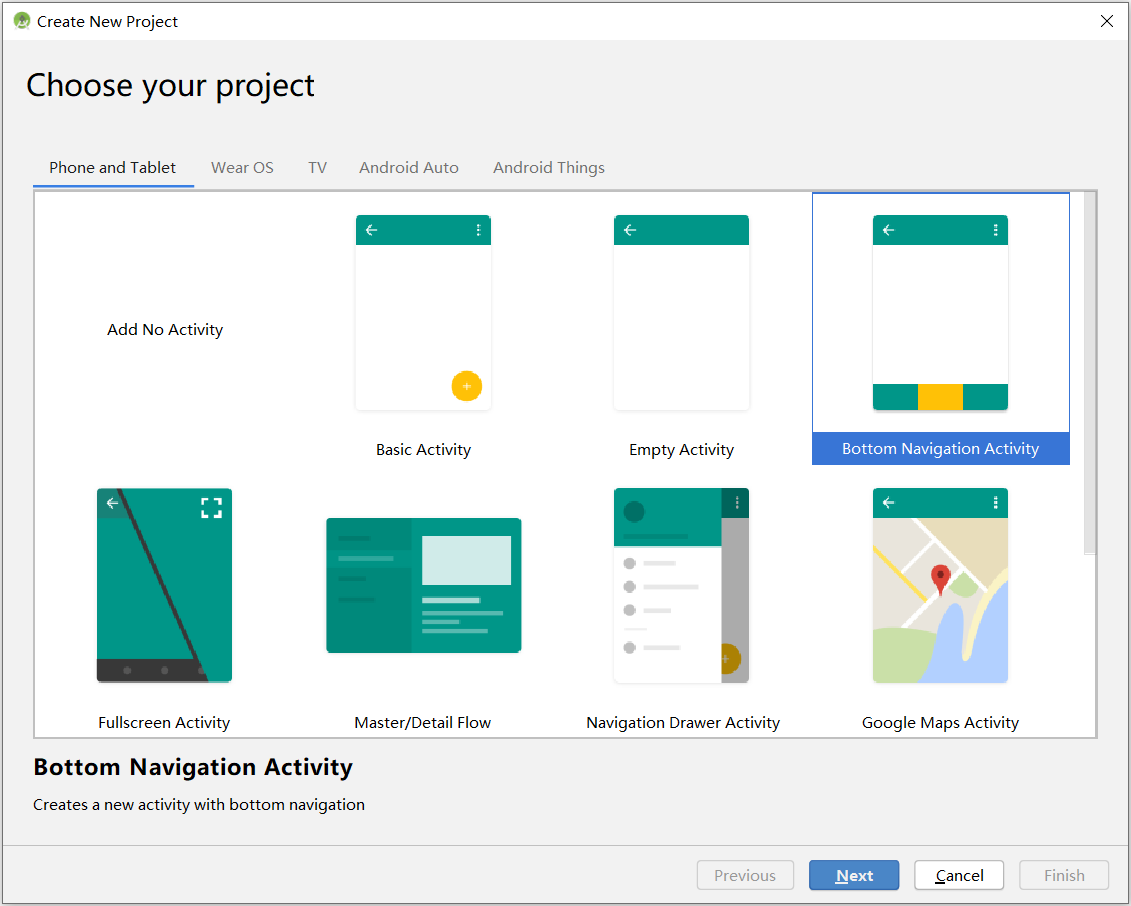 Create New Project
Choose your project
Phone and Tablet Wear OS TV Android Auto Android Things
Add No Activity
Basic Activity Empty Activity Bottom Navigation Activity
Fullscreen Activity Master/Detail Flow Navigation Drawer Activity Google Maps Activity
Bottom Navigation Activity
Creates a new activity with bottom navigation
Previous Next Cancel Finish